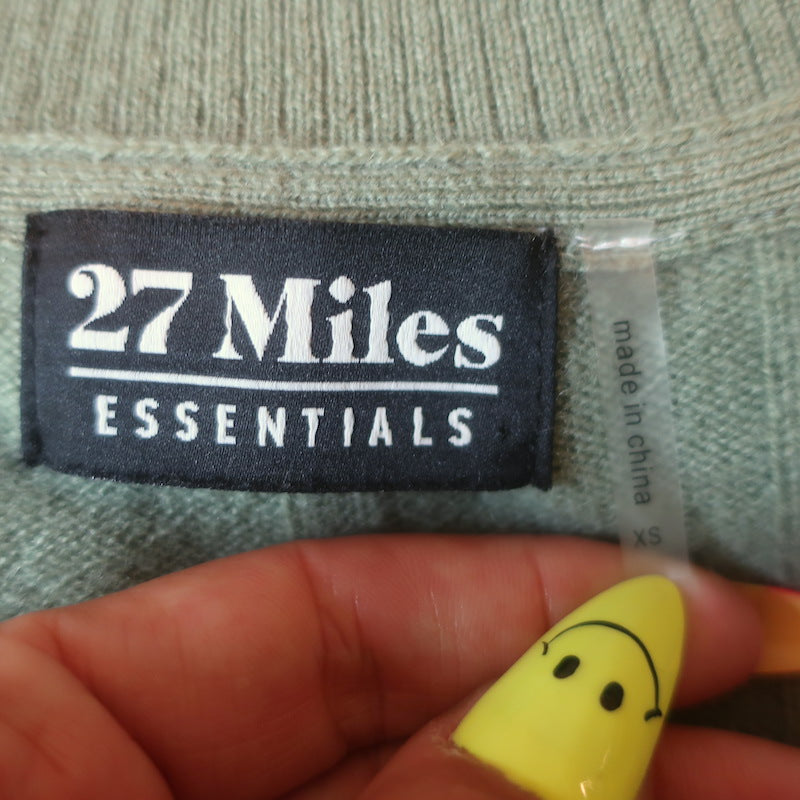 27 Miles
ESSENTIALS
made in china
XS